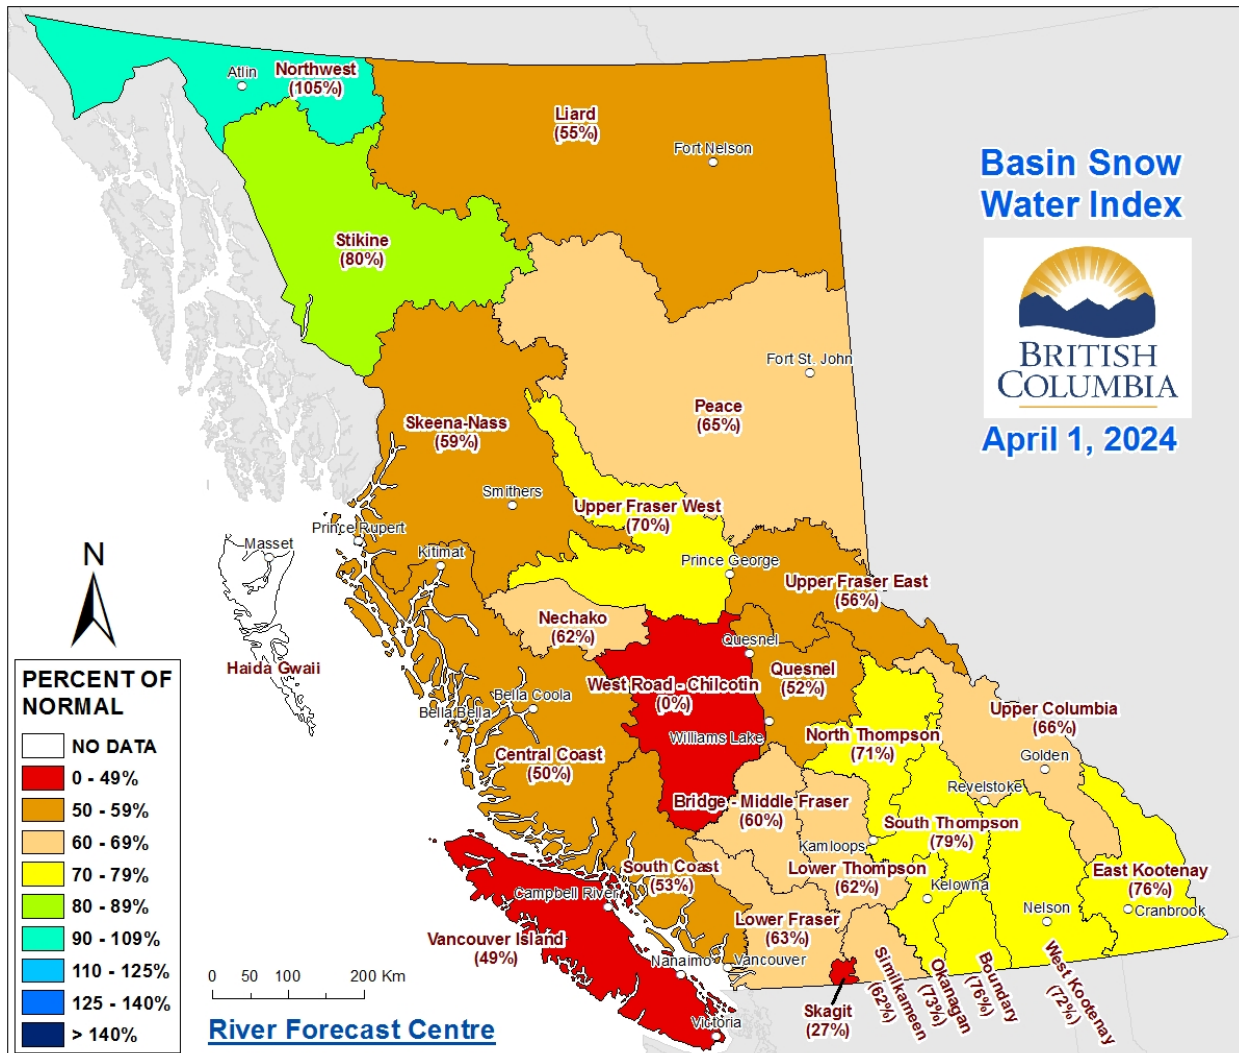 Atlin
Northwest
(105%)
Liard
(55%)
Fort Nelson
Basin Snow
Water Index
Stikine
(80%)
BRITISH
COLUMBIA
April 1, 2024
Fort St. John
Peace
(65%)
Skeena-Nass
(59%)
Smithers
Upper Fraser West
(70%)
Prince Rupert
Masset
Kitimat
Prince George
Upper Fraser East
(56%)
N
Nechako
(62%)
Quesnel
Haida Gwaii
West Road - Chilcotin
(0%)
Quesnel
(52%)
Bella Coola
Bella Bella
Williams Lake
Upper Columbia
(66%)
Golden
North Thompson
(71%)
Central Coast
(50%)
Revelstoke
Bridge - Middle Fraser
(60%)
South Thompson
(79%)
Kamloops
South Coast
(53%)
Lower Thompson
(62%)
East Kootenay
(76%)
Campbell River
Kelowna
Nelson
Cranbrook
Vancouver Island
(49%)
Lower Fraser
(63%)
Nanaimo
Vancouver
Victoria
Skagit
(27%)
Similkameen
(62%)
Okanagan
(73%)
Boundary
(76%)
West Kootenay
(72%)
PERCENT OF
NORMAL
NO DATA
0 - 49%
50 - 59%
60 - 69%
70 - 79%
80 - 89%
90 - 109%
110 - 125%
125 - 140%
> 140%
0 50 100 200 Km
River Forecast Centre